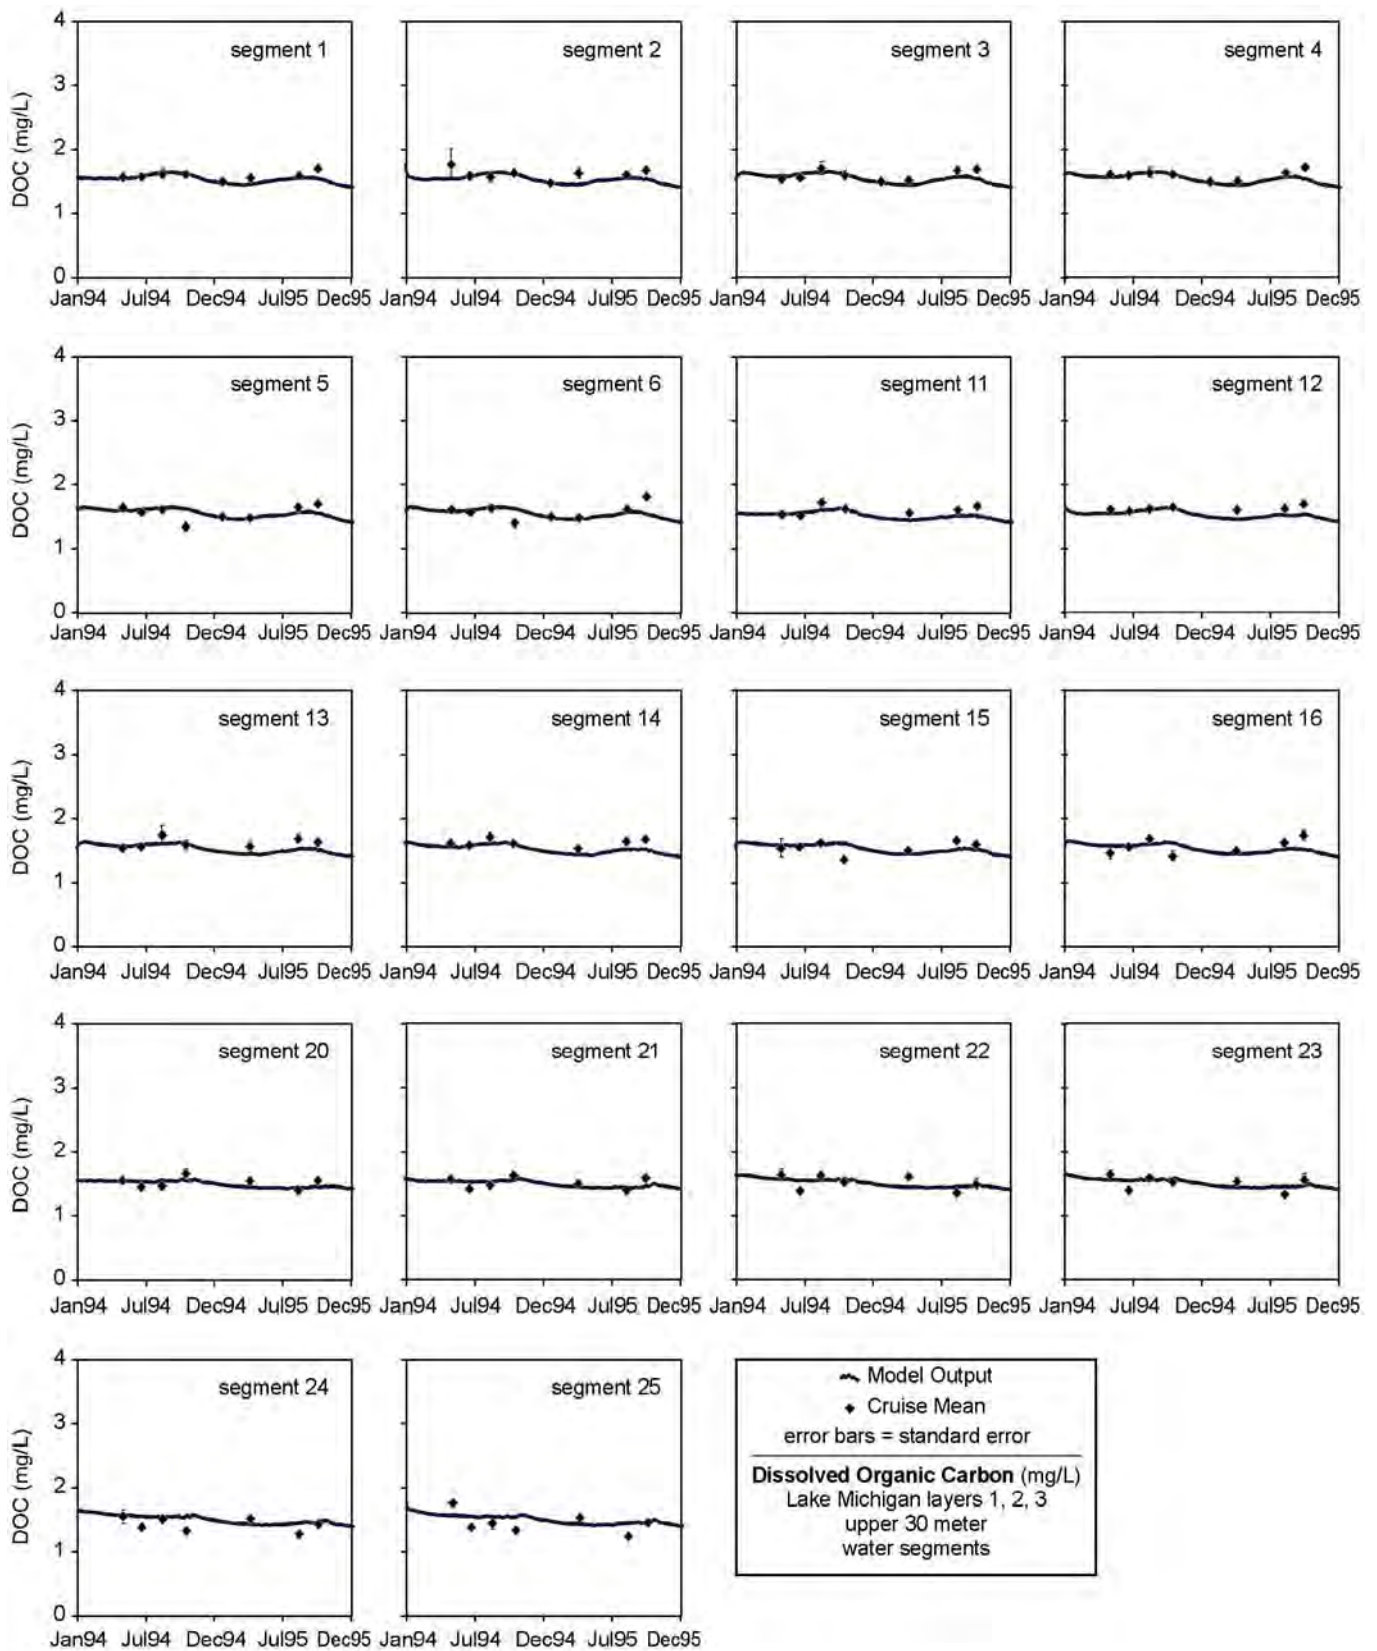 4
3
2
1
0
DOC (mg/L)
segment 1
segment 2
segment 3
segment 4
Jan94 Jul94 Dec94 Jul95 Dec95
Jan94 Jul94 Dec94 Jul95 Dec95
Jan94 Jul94 Dec94 Jul95 Dec95
Jan94 Jul94 Dec94 Jul95 Dec95
4
3
2
1
0
DOC (mg/L)
segment 5
segment 6
segment 11
segment 12
Jan94 Jul94 Dec94 Jul95 Dec95
Jan94 Jul94 Dec94 Jul95 Dec95
Jan94 Jul94 Dec94 Jul95 Dec95
Jan94 Jul94 Dec94 Jul95 Dec95
4
3
2
1
0
DOC (mg/L)
segment 13
segment 14
segment 15
segment 16
Jan94 Jul94 Dec94 Jul95 Dec95
Jan94 Jul94 Dec94 Jul95 Dec95
Jan94 Jul94 Dec94 Jul95 Dec95
Jan94 Jul94 Dec94 Jul95 Dec95
4
3
2
1
0
DOC (mg/L)
segment 20
segment 21
segment 22
segment 23
Jan94 Jul94 Dec94 Jul95 Dec95
Jan94 Jul94 Dec94 Jul95 Dec95
Jan94 Jul94 Dec94 Jul95 Dec95
Jan94 Jul94 Dec94 Jul95 Dec95
4
3
2
1
0
DOC (mg/L)
segment 24
segment 25
Jan94 Jul94 Dec94 Jul95 Dec95
Jan94 Jul94 Dec94 Jul95 Dec95
Model Output
Cruise Mean
error bars = standard error
Dissolved Organic Carbon (mg/L)
Lake Michigan layers 1, 2, 3
upper 30 meter
water segments